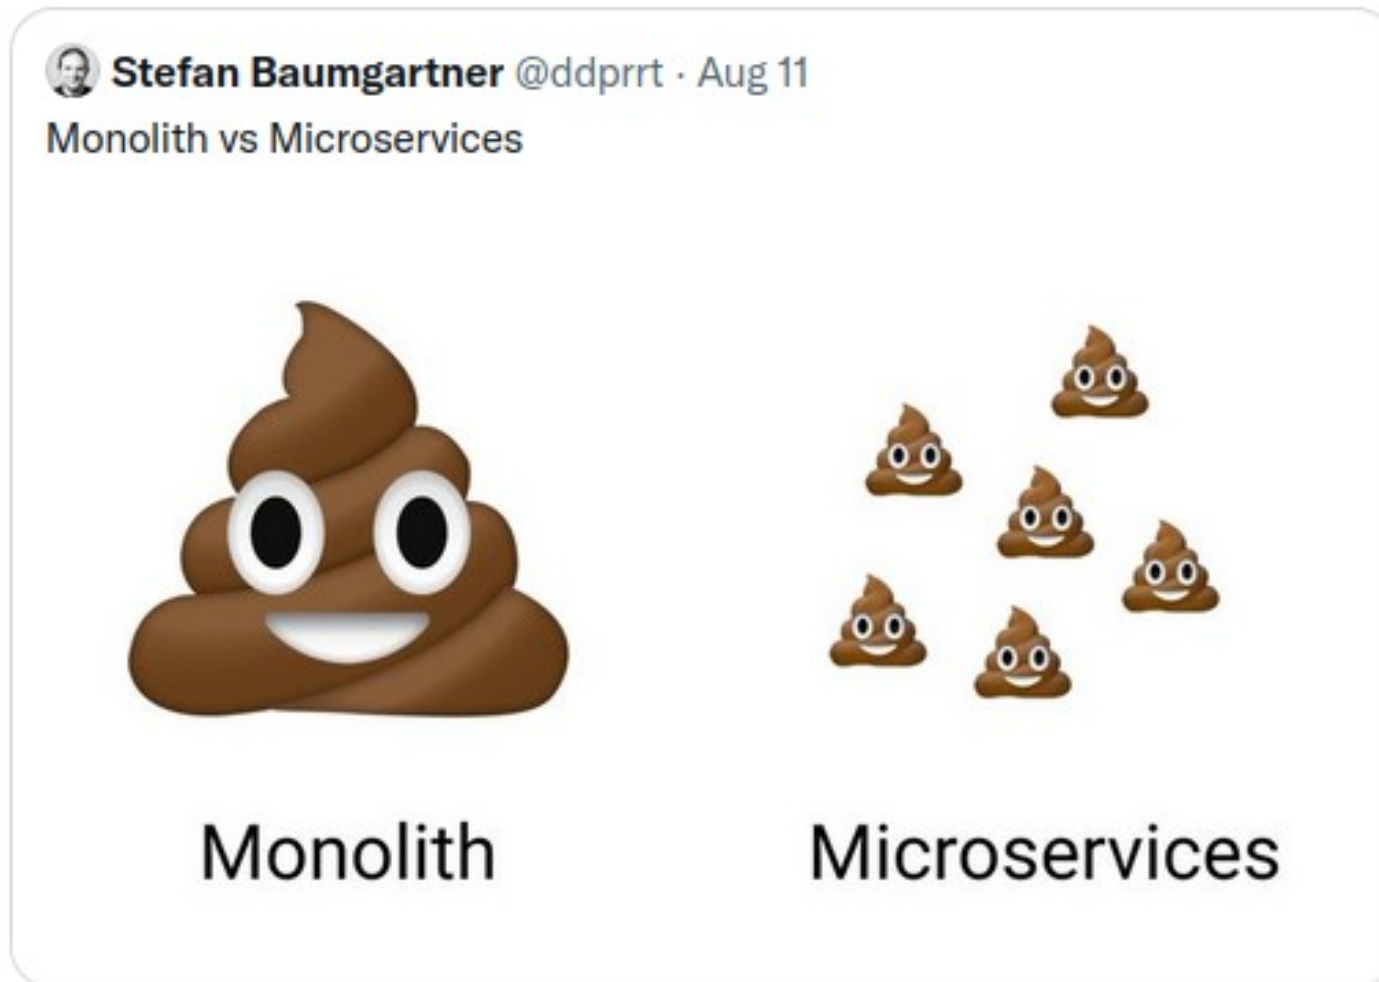 Stefan Baumgartner @ddprrt · Aug 11
Monolith vs Microservices
Monolith
Microservices